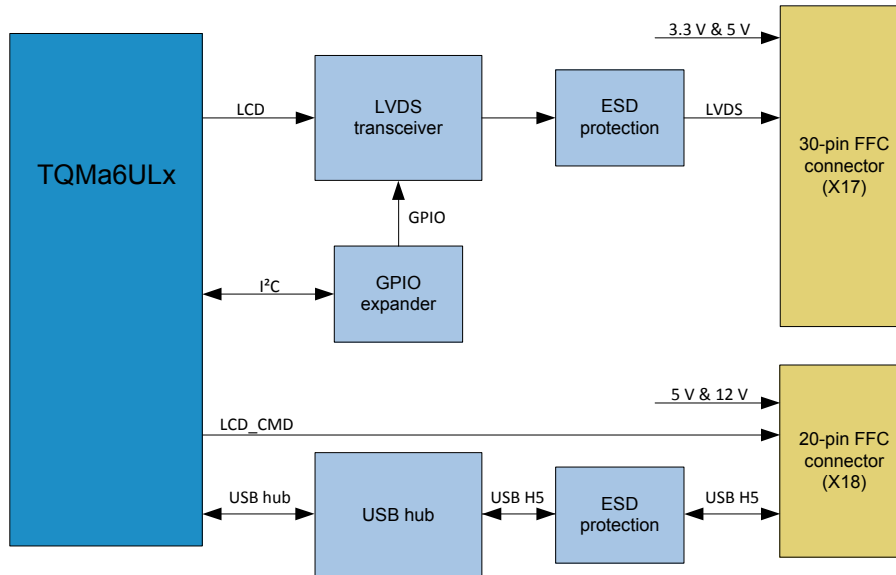 3.3 V & 5 V
TQMa6ULx
LCD
LVDS
transceiver
ESD
protection
LVDS
30-pin FFC
connector
(X17)
GPIO
I²C
GPIO
expander
5 V & 12 V
LCD_CMD
20-pin FFC
connector
(X18)
USB hub
USB hub
USB H5
ESD
protection
USB H5